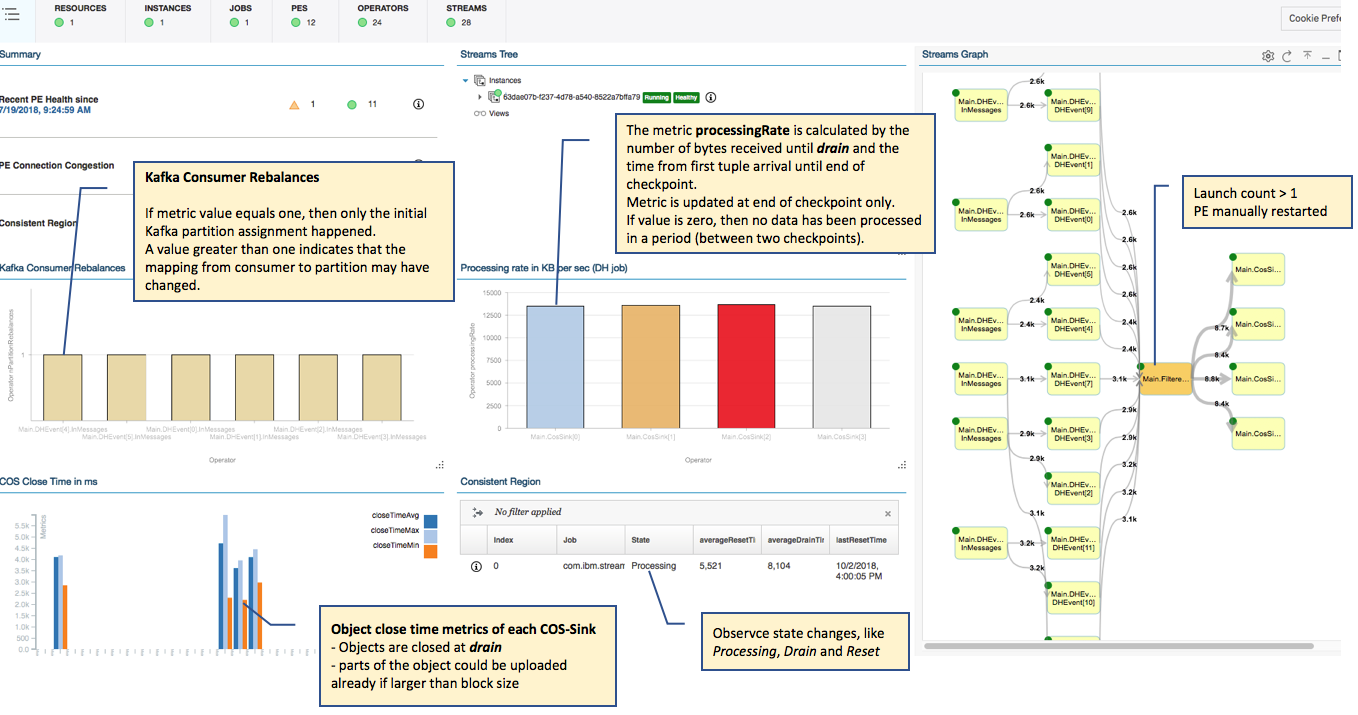 RESOURCES
1
INSTANCES
1
JOBS
1
PES
12
OPERATORS
24
STREAMS
28
Cookie Prefe
Summary
Recent PE Health since
7/19/2018, 9:24:59 AM
1
11
PE Connection Congestion
Consistent Region
Kafka Consumer Rebalances
If metric value equals one, then only the initial
Kafka partition assignment happened.
A value greater than one indicates that the
mapping from consumer to partition may have
changed.
Kafka Consumer Rebalances
Operator nPartitionRebalanzes
1
Main.DHEvent[4].InMessages
Main.DHEvent[5].InMessages
Main.DHEvent[0].InMessages
Main.DHEvent[1].InMessages
Main.DHEvent[2].InMessages
Main.DHEvent[3].InMessages
Operator
Streams Tree
Instances
63dae07b-f237-4d78-a540-8522a7bffa79 Running Healthy
Views
The metric processingRate is calculated by the
number of bytes received until drain and the
time from first tuple arrival until end of
checkpoint.
Metric is updated at end of checkpoint only.
If value is zero, then no data has been processed
in a period (between two checkpoints).
Processing rate in KB per sec (DH job)
Operator processingRate
15000
12500
10000
7500
5000
2500
0
Main.CosSink[0]
Main.CosSink[1]
Main.CosSink[2]
Main.CosSink[3]
Operator
COS Close Time in ms
Metrics
5.5k
5.0k
4.5k
4.0k
3.5k
3.0k
2.5k
2.0k
1.5k
1.0k
500
0.0
closeTimeAvg
closeTimeMax
closeTimeMin
Object close time metrics of each COS-Sink
- Objects are closed at drain
- parts of the object could be uploaded
already if larger than block size
Consistent Region
No filter applied
Index
Job
State
averageResetTi
averageDrainTir
lastResetTime
0
com.ibm.stream
Processing
5,521
8,104
10/2/2018,
4:00:05 PM
Observce state changes, like
Processing, Drain and Reset
Streams Graph
Main.DHEv...
InMessages
2.6k
2.6k
Main.DHEv...
DHEvent[9]
Main.DHEv...
DHEvent[1]
2.6k
Main.DHEv...
InMessages
2.6k
Main.DHEv...
DHEvent[0]
Main.DHEv...
DHEvent[5]
2.4k
Main.DHEv...
InMessages
2.4k
Main.DHEv...
DHEvent[4]
Main.DHEv...
InMessages
3.1k
Main.DHEv...
DHEvent[7]
Main.DHEv...
InMessages
2.9k
Main.DHEv...
DHEvent[3]
2.9k
Main.DHEv...
DHEvent[2]
3.1k
Main.DHEv...
InMessages
3.2k
Main.DHEv...
DHEvent[11]
3.2k
Main.DHEv...
DHEvent[10]
2.6k
2.6k
2.6k
2.6k
2.4k
2.4k
3.1k
2.9k
2.9k
3.2k
3.2k
3.1k
Main.Filtere...
8.7k
8.4k
8.6k
8.4k
Main.CosSi...
Main.CosSi...
Main.CosSi...
Main.CosSi...
Launch count > 1
PE manually restarted